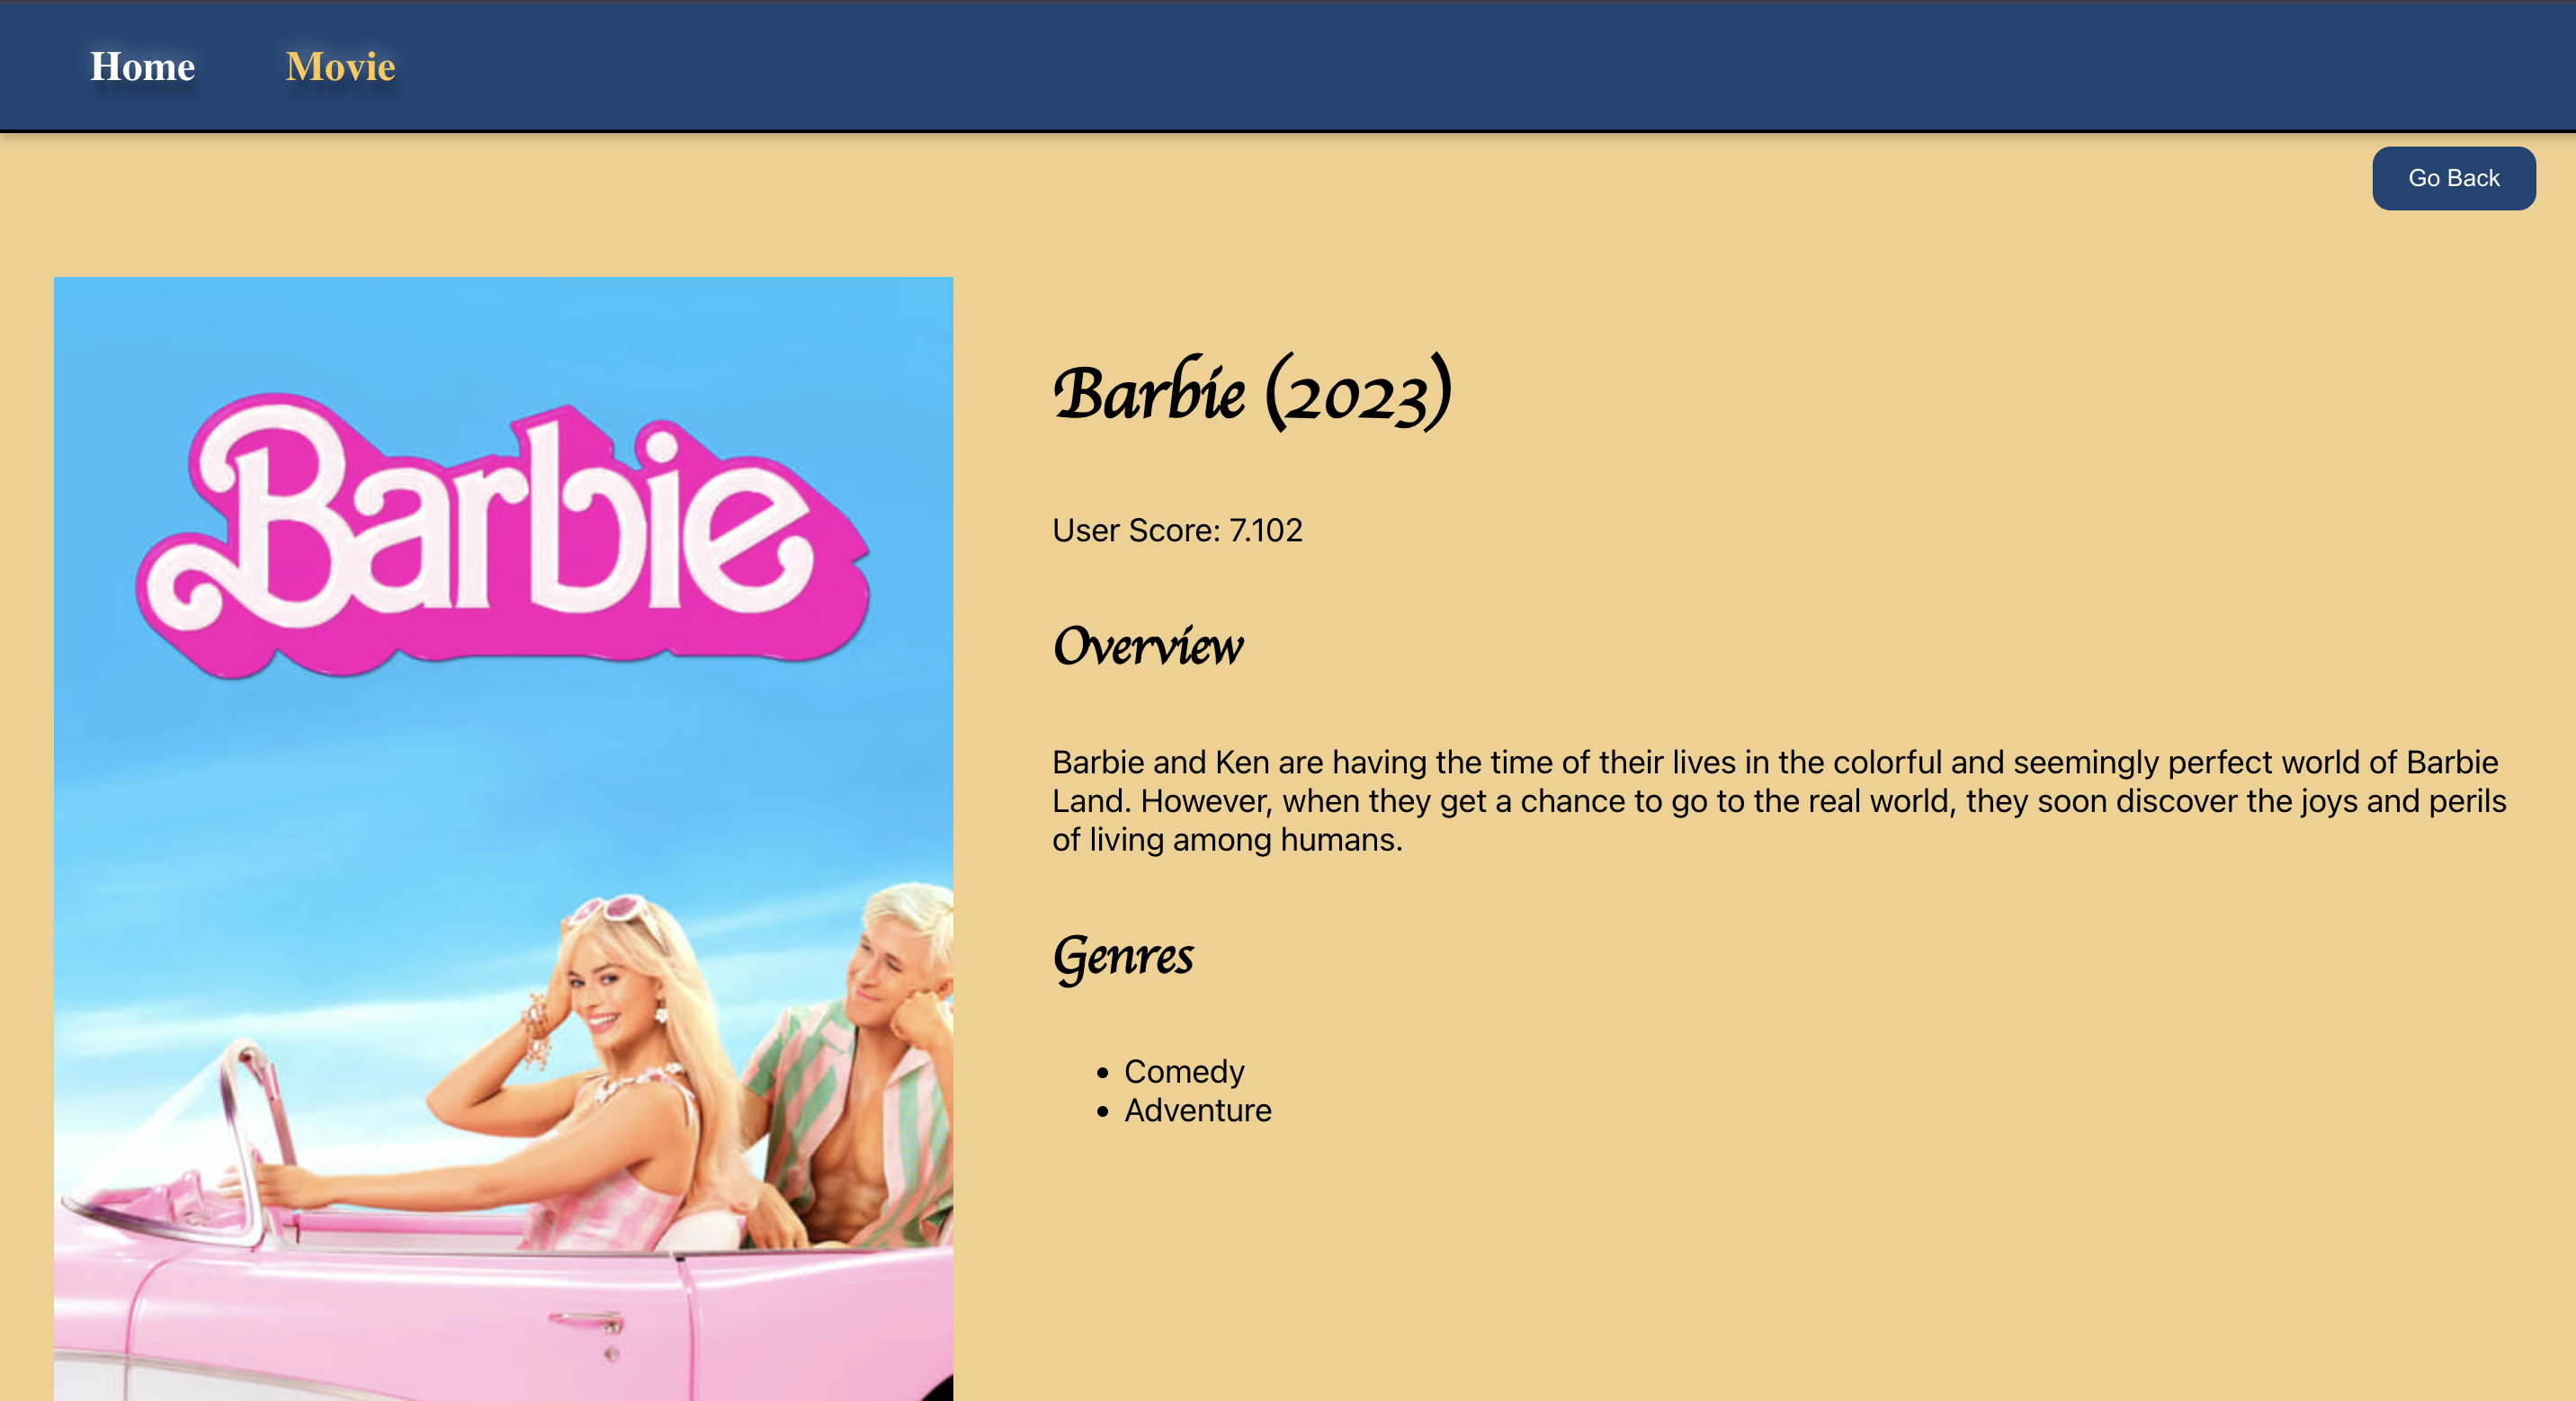 Home Movie
Go Back
Barbie
Barbie (2023)
User Score: 7.102
Overview
Barbie and Ken are having the time of their lives in the colorful and seemingly perfect world of Barbie
Land. However, when they get a chance to go to the real world, they soon discover the joys and perils
of living among humans.
Genres
• Comedy
• Adventure